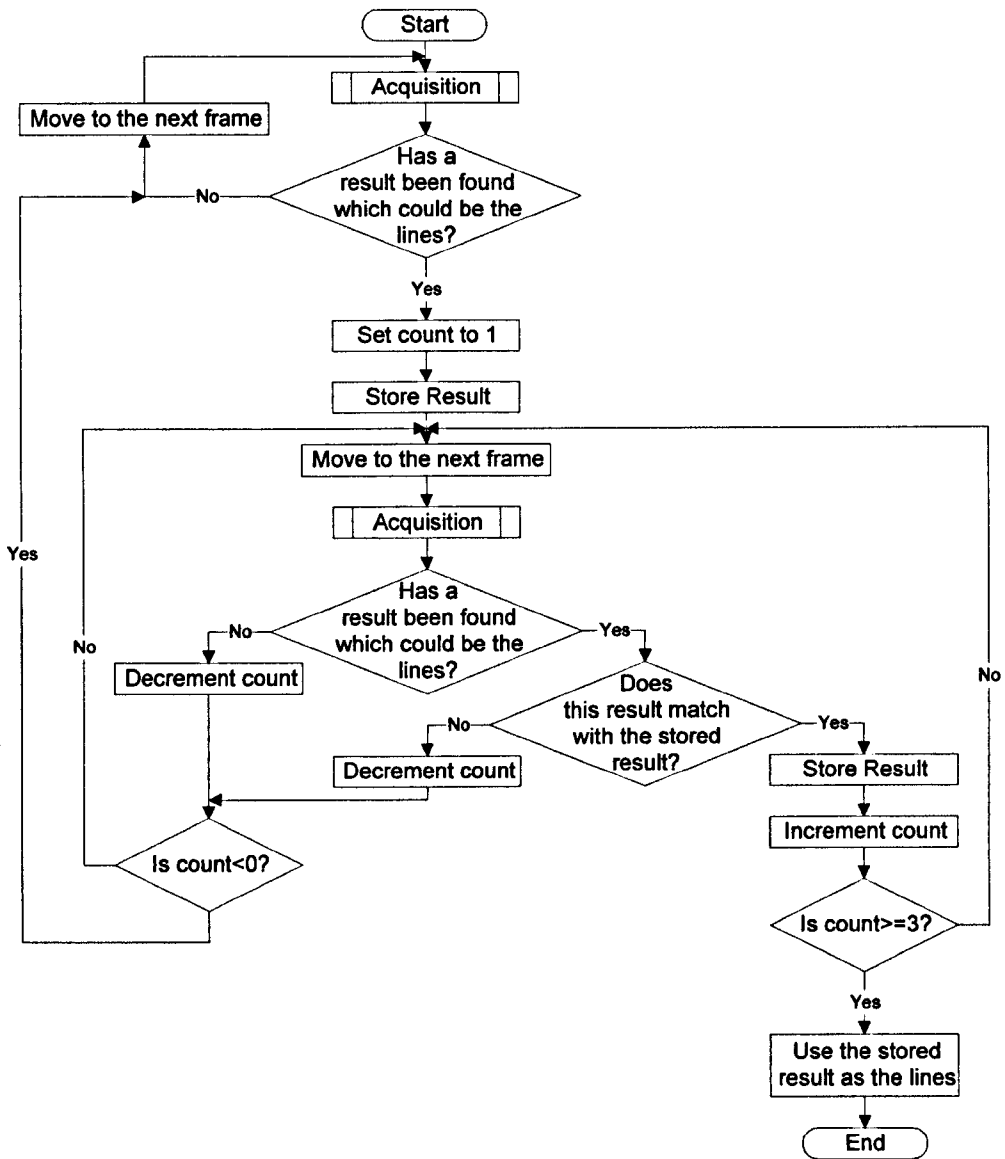 Start
Acquisition
Move to the next frame
Has a
result been found
which could be the
lines?
No
Yes
Set count to 1
Store Result
Move to the next frame
Acquisition
Yes
Has a
result been found
which could be the
lines?
No
Yes
No
Decrement count
Does
this result match
with the stored
result?
No
Yes
No
Decrement count
Store Result
Increment count
Is count<0?
Is count>=3?
Yes
Use the stored
result as the lines
End